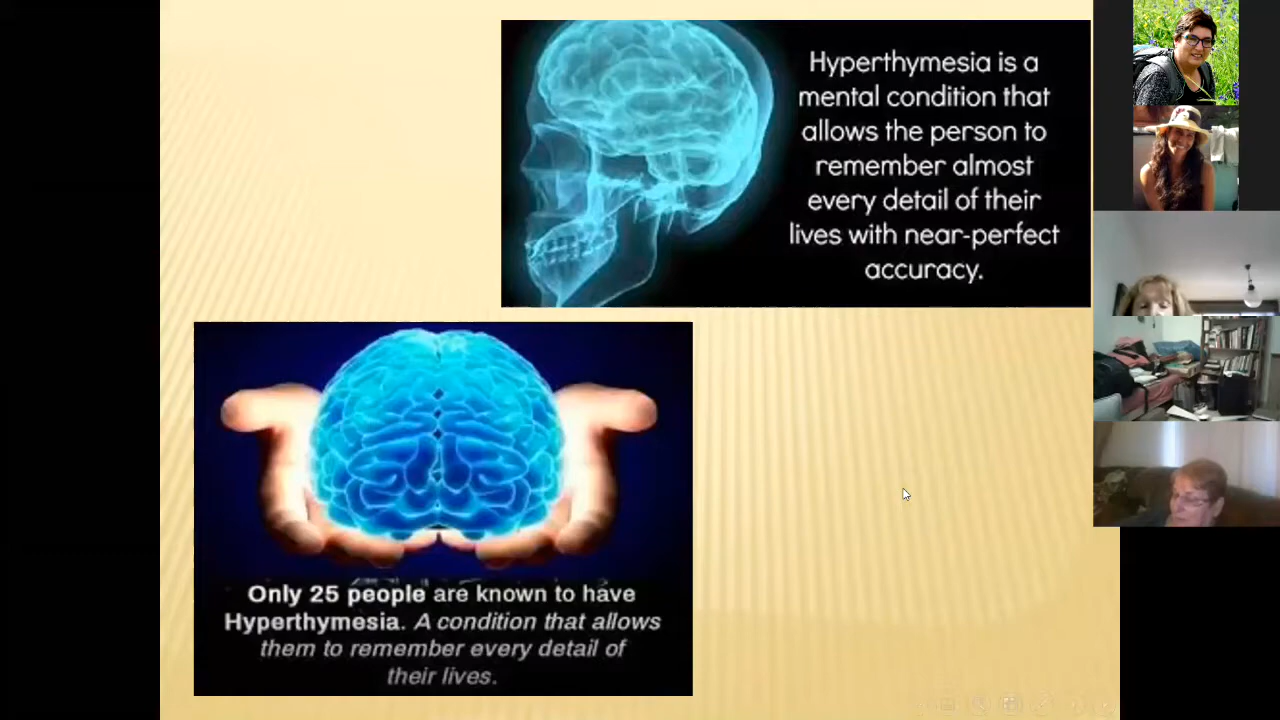 Hyperthymesia is a
mental condition that
allows the person to
remember almost
every detail of their
lives with near-perfect
accuracy.
Only 25 people are known to have
Hyperthymesia. A condition that allows
them to remember every detail of
their lives.